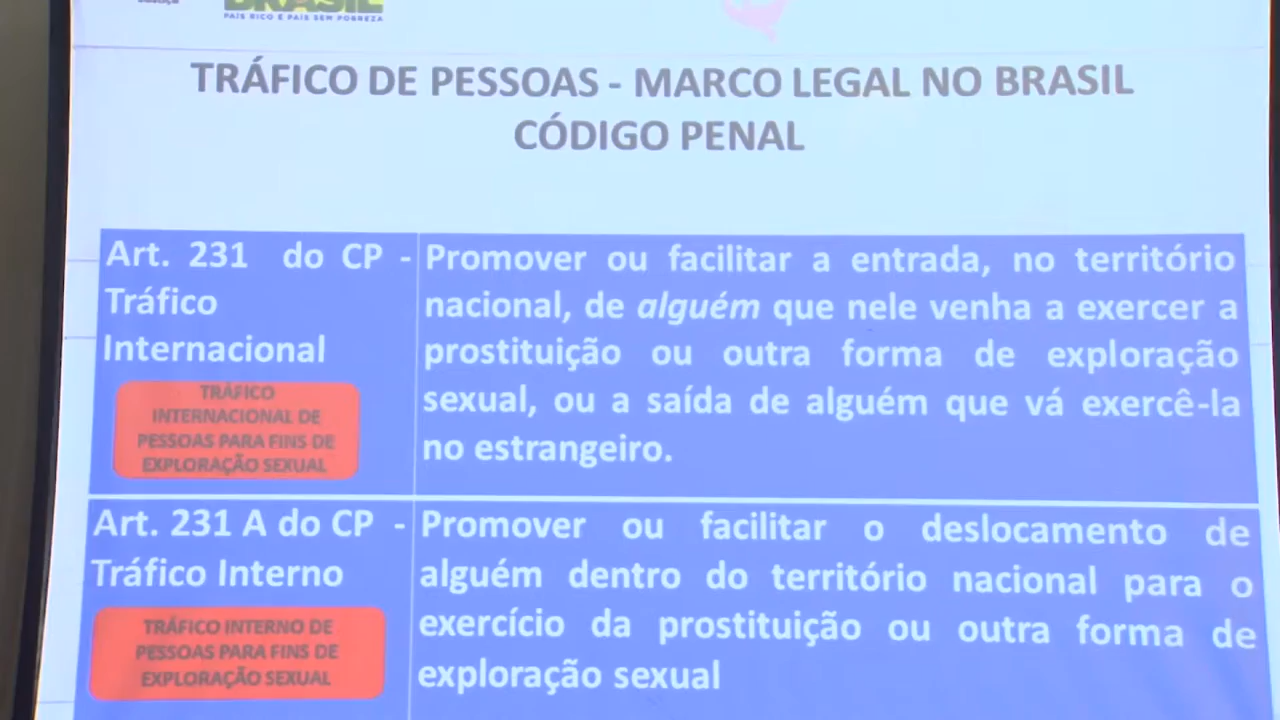 BRASIL
PAÍS RICO É PAÍS SEM POBREZA
TRÁFICO DE PESSOAS - MARCO LEGAL NO BRASIL
CÓDIGO PENAL
Art. 231 do CP -
Tráfico
Internacional
TRÁFICO
INTERNACIONAL DE
PESSOAS PARA FINS DE
EXPLORAÇÃO SEXUAL
Promover ou facilitar a entrada, no território
nacional, de alguém que nele venha a exercer a
prostituição ou outra forma de exploração
sexual, ou a saída de alguém que vá exercê-la
no estrangeiro.
Art. 231 A do CP -
Tráfico Interno
TRÁFICO INTERNO DE
PESSOAS PARA FINS DE
EXPLORAÇÃO SEXUAL
Promover ou facilitar o deslocamento de
alguém dentro do território nacional para o
exercício da prostituição ou outra forma de
exploração sexual